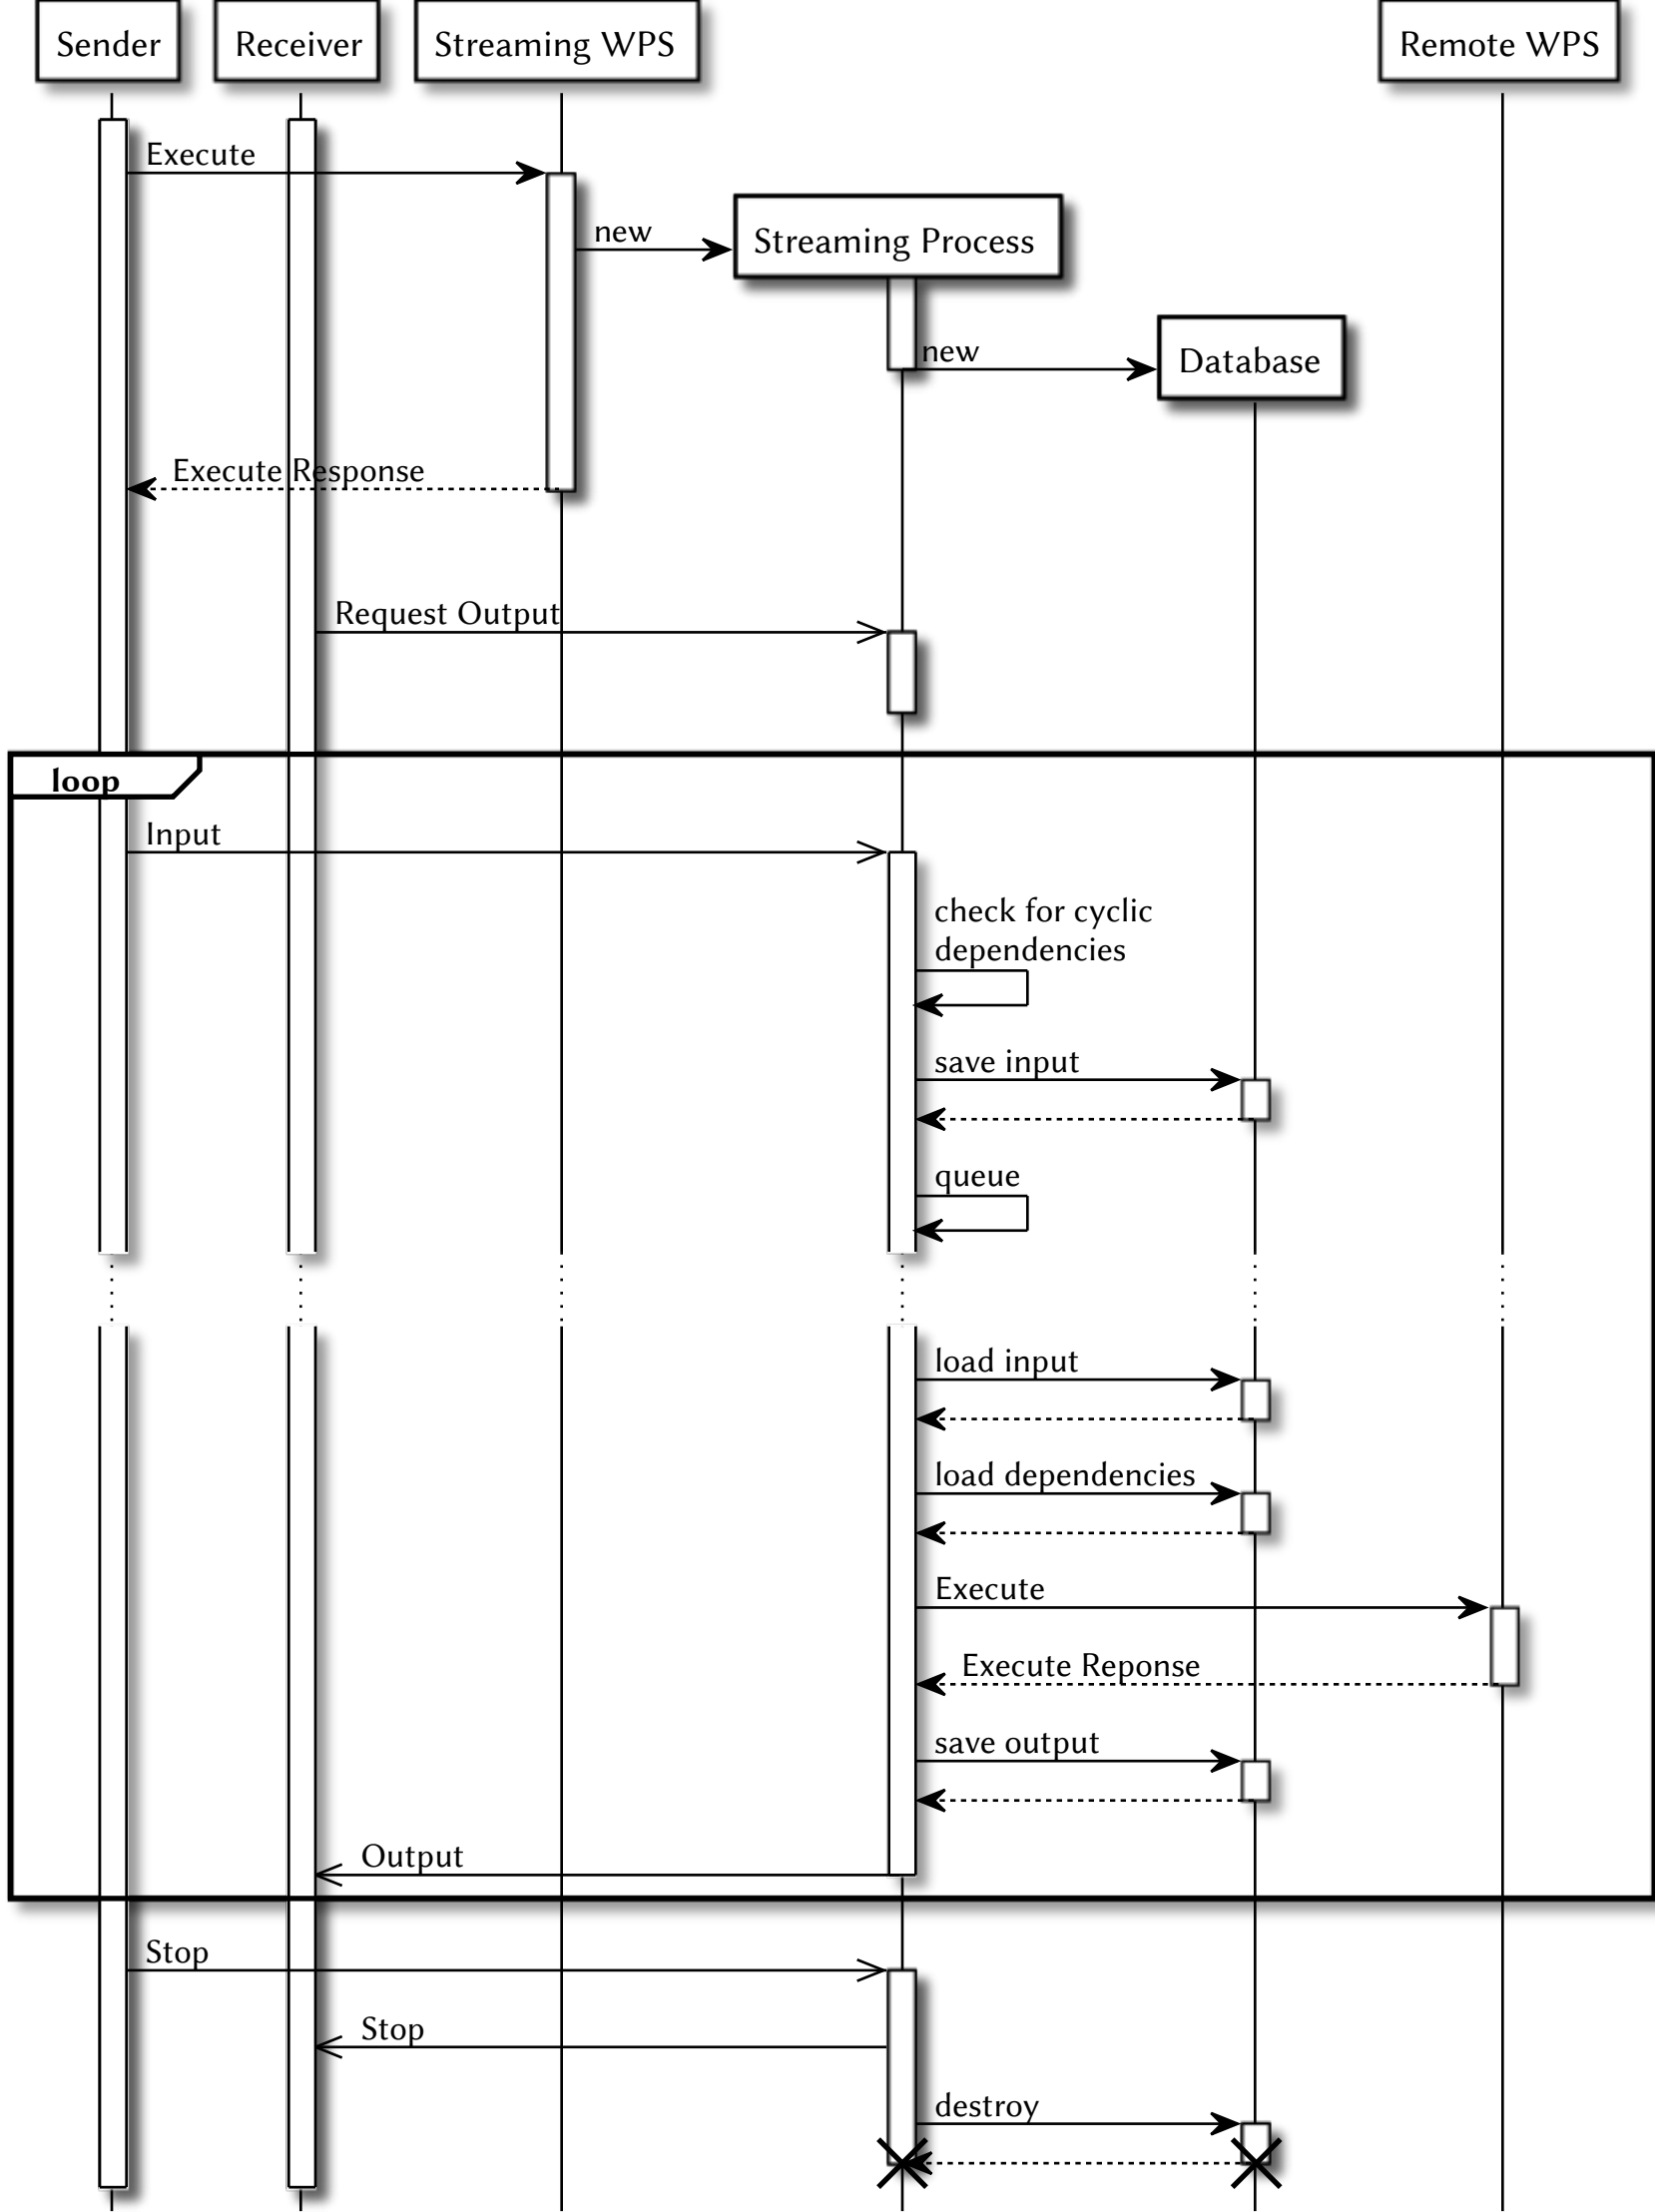 Sender
Receiver
Streaming WPS
Remote WPS
Execute
new
Streaming Process
new
Database
Execute Response
Request Output
loop
Input
check for cyclic
dependencies
save input
queue
load input
load dependencies
Execute
Execute Reponse
save output
Output
Stop
Stop
destroy